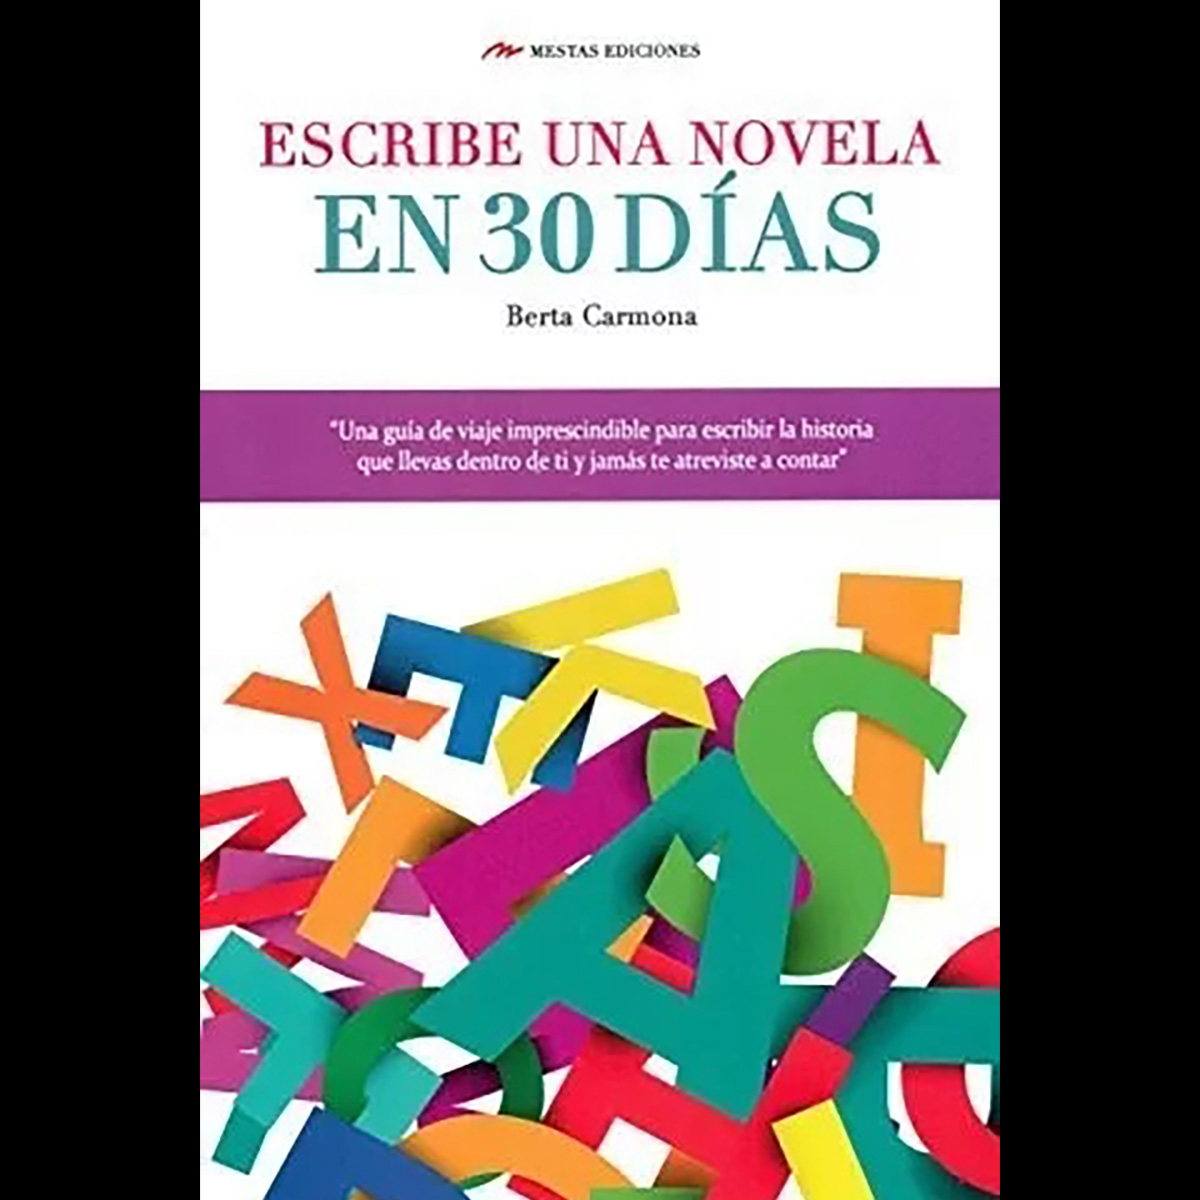 MESTAS EDICIONES
ESCRIBE UNA NOVELA
EN 30 DÍAS
Berta Carmona
"Una guía de viaje imprescindible para escribir la historia
que llevas dentro de ti y jamás te atreviste a contar"